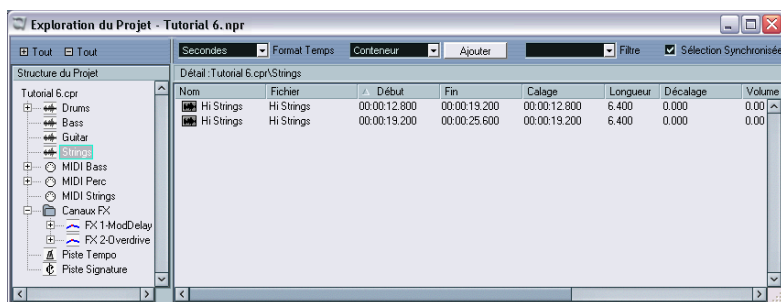 Exploration du Projet - Tutorial 6.npr
Tout Tout Secondes Format Temps Conteneur Ajouter Filtre Sélection Synchronisée
Structure du Projet
Détail :Tutorial 6.cpr\Strings
Tutorial 6.cpr
Drums
Bass
Guitar
Strings
MIDI Bass
MIDI Perc
MIDI Strings
Canaux FX
FX 1-ModDelay
FX 2-Overdrive
Piste Tempo
Piste Signature
Nom Fichier Début Fin Calage Longueur Décalage Volume
Hi Strings Hi Strings 00:00:12.800 00:00:19.200 00:00:12.800 6.400 0.000 0.00
Hi Strings Hi Strings 00:00:19.200 00:00:25.600 00:00:19.200 6.400 0.000 0.00